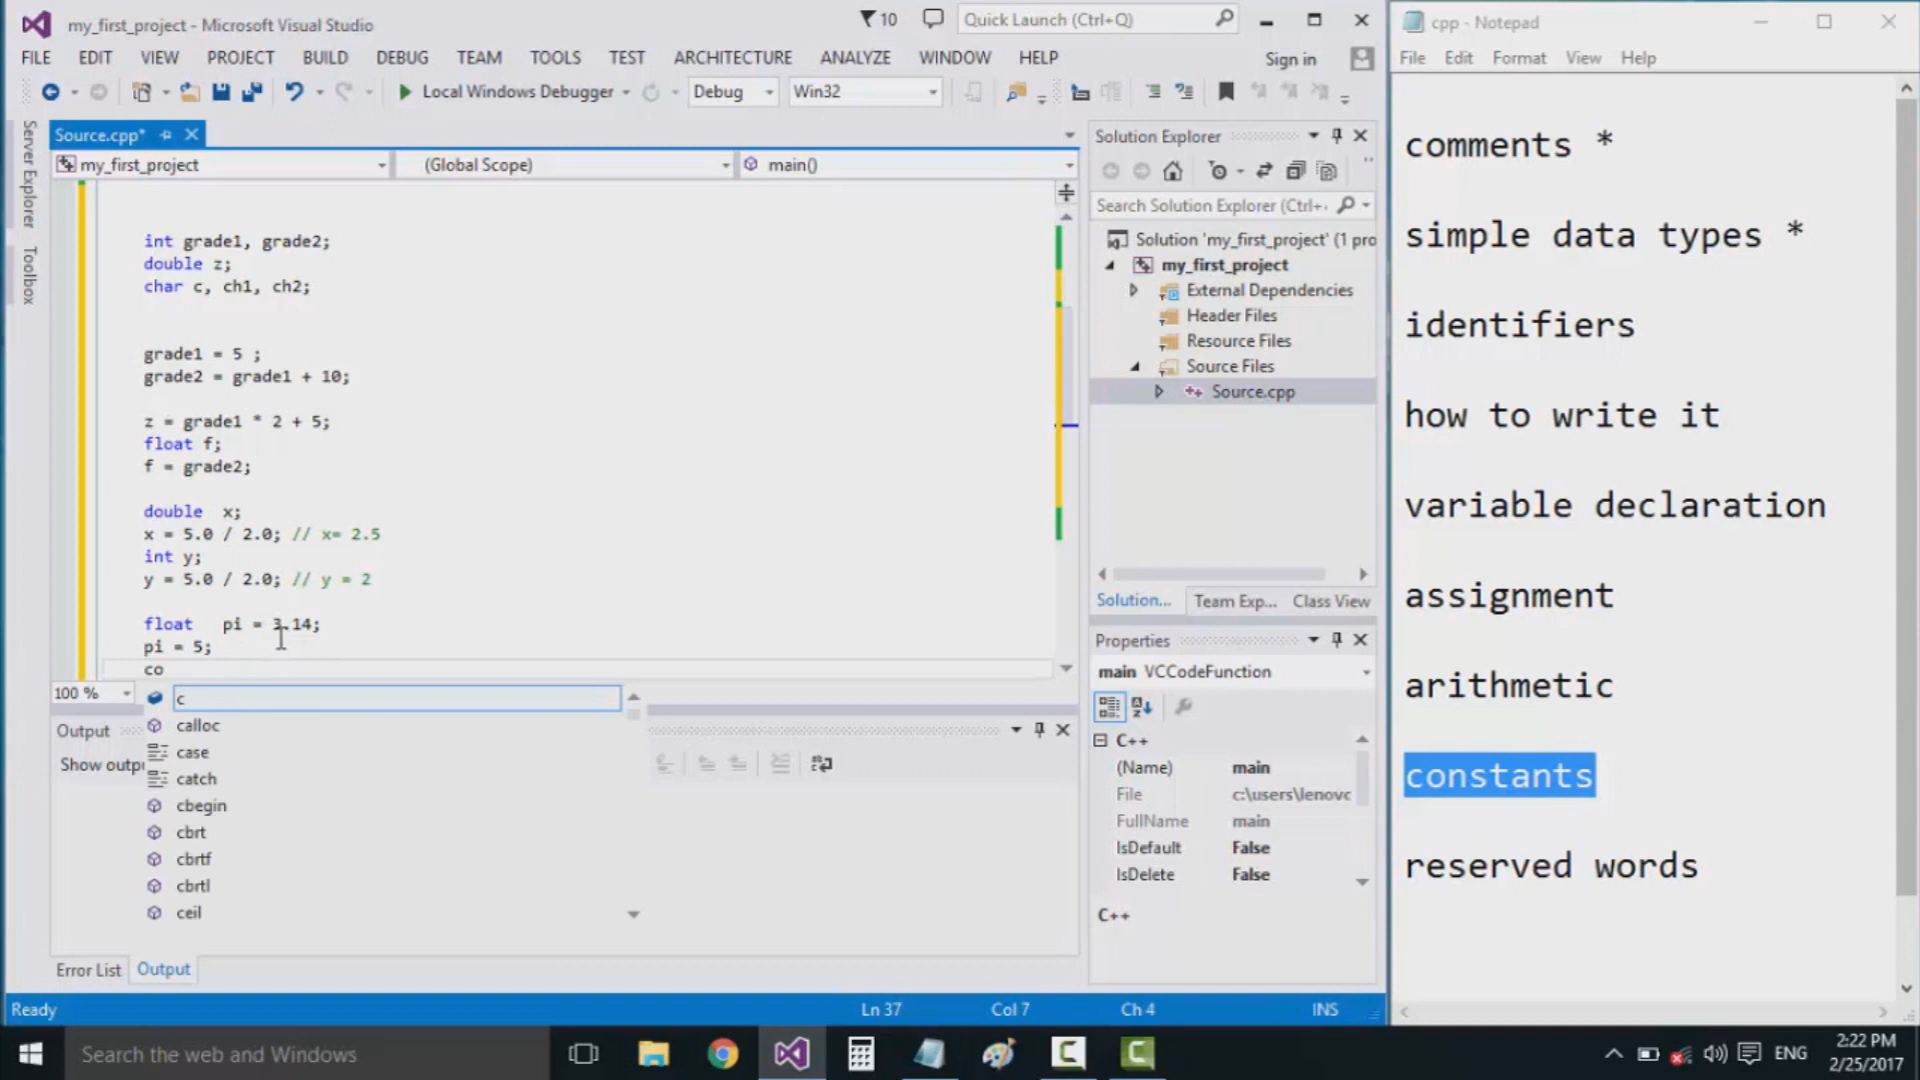 my_first_project - Microsoft Visual Studio
10
Quick Launch (Ctrl+Q)
FILE EDIT VIEW PROJECT BUILD DEBUG TEAM TOOLS TEST ARCHITECTURE ANALYZE WINDOW HELP
Sign in
Local Windows Debugger
Debug
Win32
Server Explorer
Toolbox
Source.cpp*
my_first_project
(Global Scope)
main()
int grade1, grade2;
double z;
char c, ch1, ch2;
grade1 = 5 ;
grade2 = grade1 + 10;
z = grade1 * 2 + 5;
float f;
f = grade2;
double x;
x = 5.0 / 2.0; // x= 2.5
int y;
y = 5.0 / 2.0; // y = 2
float pi = 3.14;
pi = 5;
co
100 %
c
calloc
case
catch
cbegin
cbrt
cbrtf
cbrtl
ceil
Output
Show outp
Error List
Output
Solution Explorer
Search Solution Explorer (Ctrl+
Solution 'my_first_project' (1 pro
my_first_project
External Dependencies
Header Files
Resource Files
Source Files
Source.cpp
Solution...
Team Exp...
Class View
Properties
main VCCodeFunction
C++
(Name) main
File c:\users\lenovc
FullName main
IsDefault False
IsDelete False
C++
Ready
Ln 37
Col 7
Ch 4
INS
cpp - Notepad
File Edit Format View Help
comments *
simple data types *
identifiers
how to write it
variable declaration
assignment
arithmetic
constants
reserved words
Search the web and Windows
ENG
2:22 PM
2/25/2017